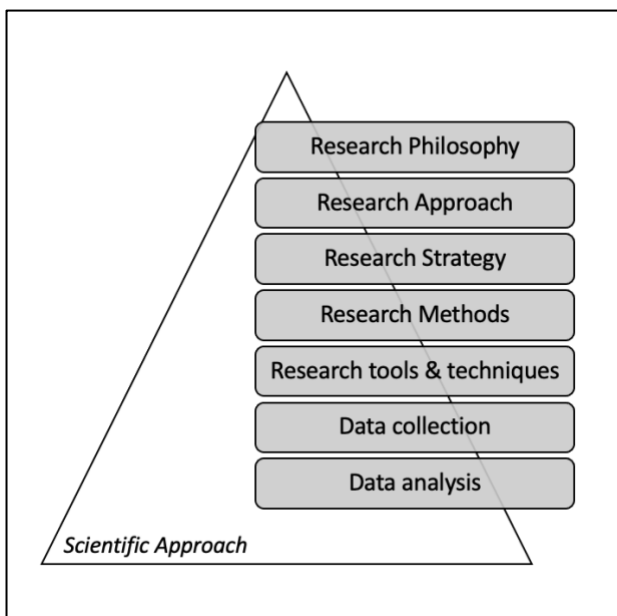 Research Philosophy
Research Approach
Research Strategy
Research Methods
Research tools & techniques
Data collection
Data analysis
Scientific Approach